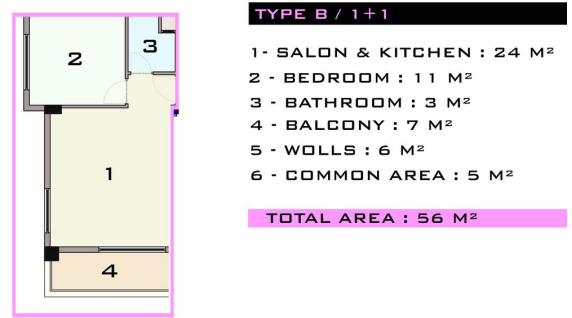 TYPE B / 1+1
2
3
1
4
1- SALON & KITCHEN : 24 M²
2 - BEDROOM : 11 M²
3 - BATHROOM : 3 M²
4 - BALCONY : 7 M²
5 - WOLLS : 6 M²
6 - COMMON AREA : 5 M²
TOTAL AREA : 56 M²